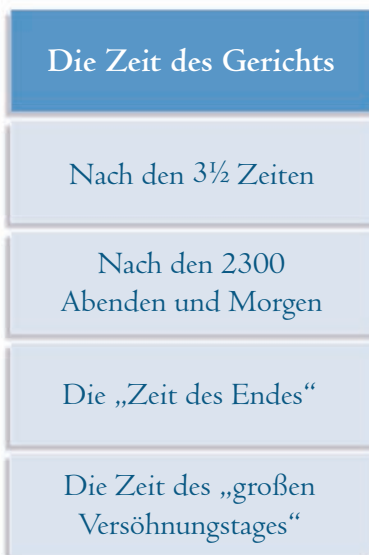 Die Zeit des Gerichts
Nach den 3½ Zeiten
Nach den 2300
Abenden und Morgen
Die „Zeit des Endes“
Die Zeit des „großen
Versöhnungstages“